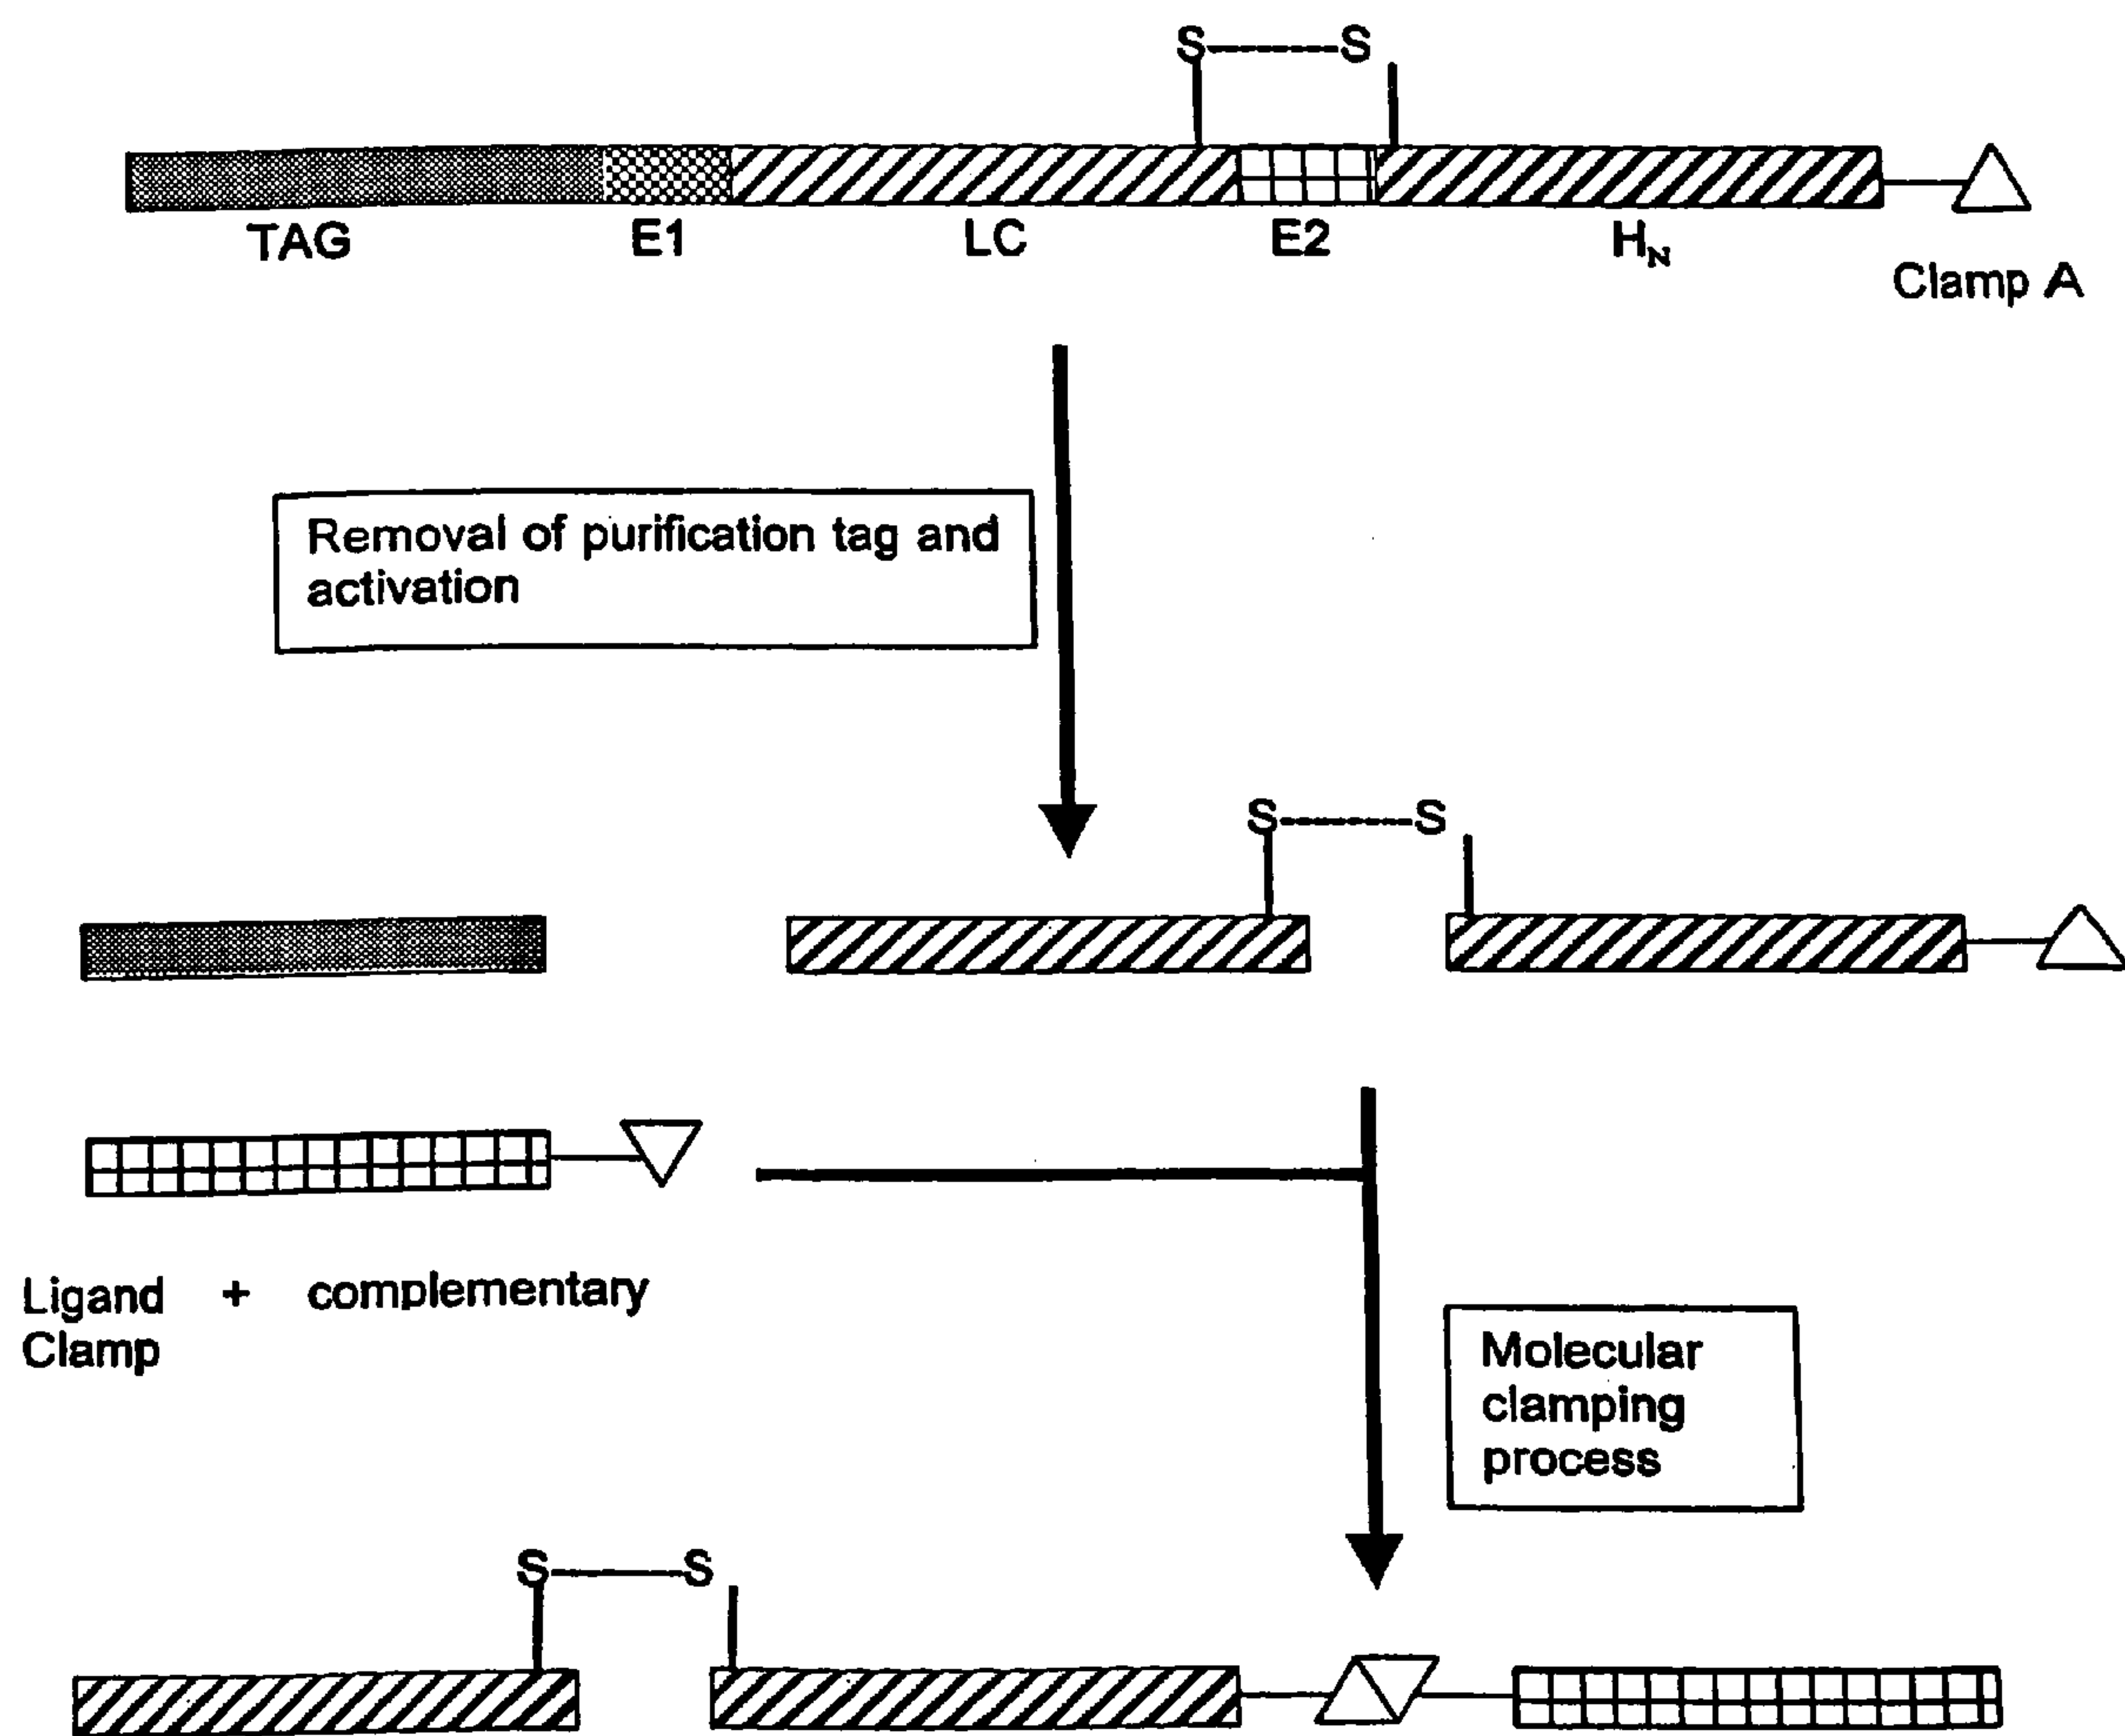 S S
TAG E1 LC E2 HN
Clamp A
Removal of purification tag and
activation
S S
Ligand + complementary
Clamp
Molecular
clamping
process
S S